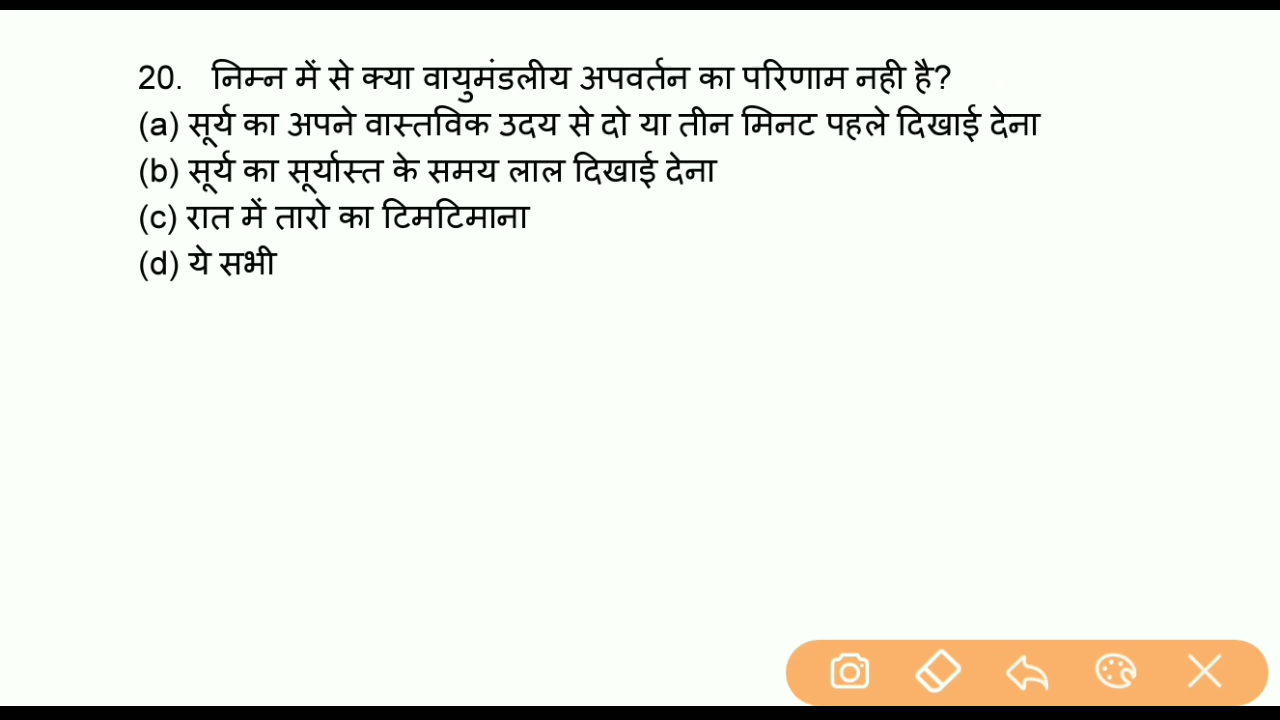 20. निम्न में से क्या वायुमंडलीय अपवर्तन का परिणाम नही है?
(a) सूर्य का अपने वास्तविक उदय से दो या तीन मिनट पहले दिखाई देना
(b) सूर्य का सूर्यास्त के समय लाल दिखाई देना
(c) रात में तारो का टिमटिमाना
(d) ये सभी